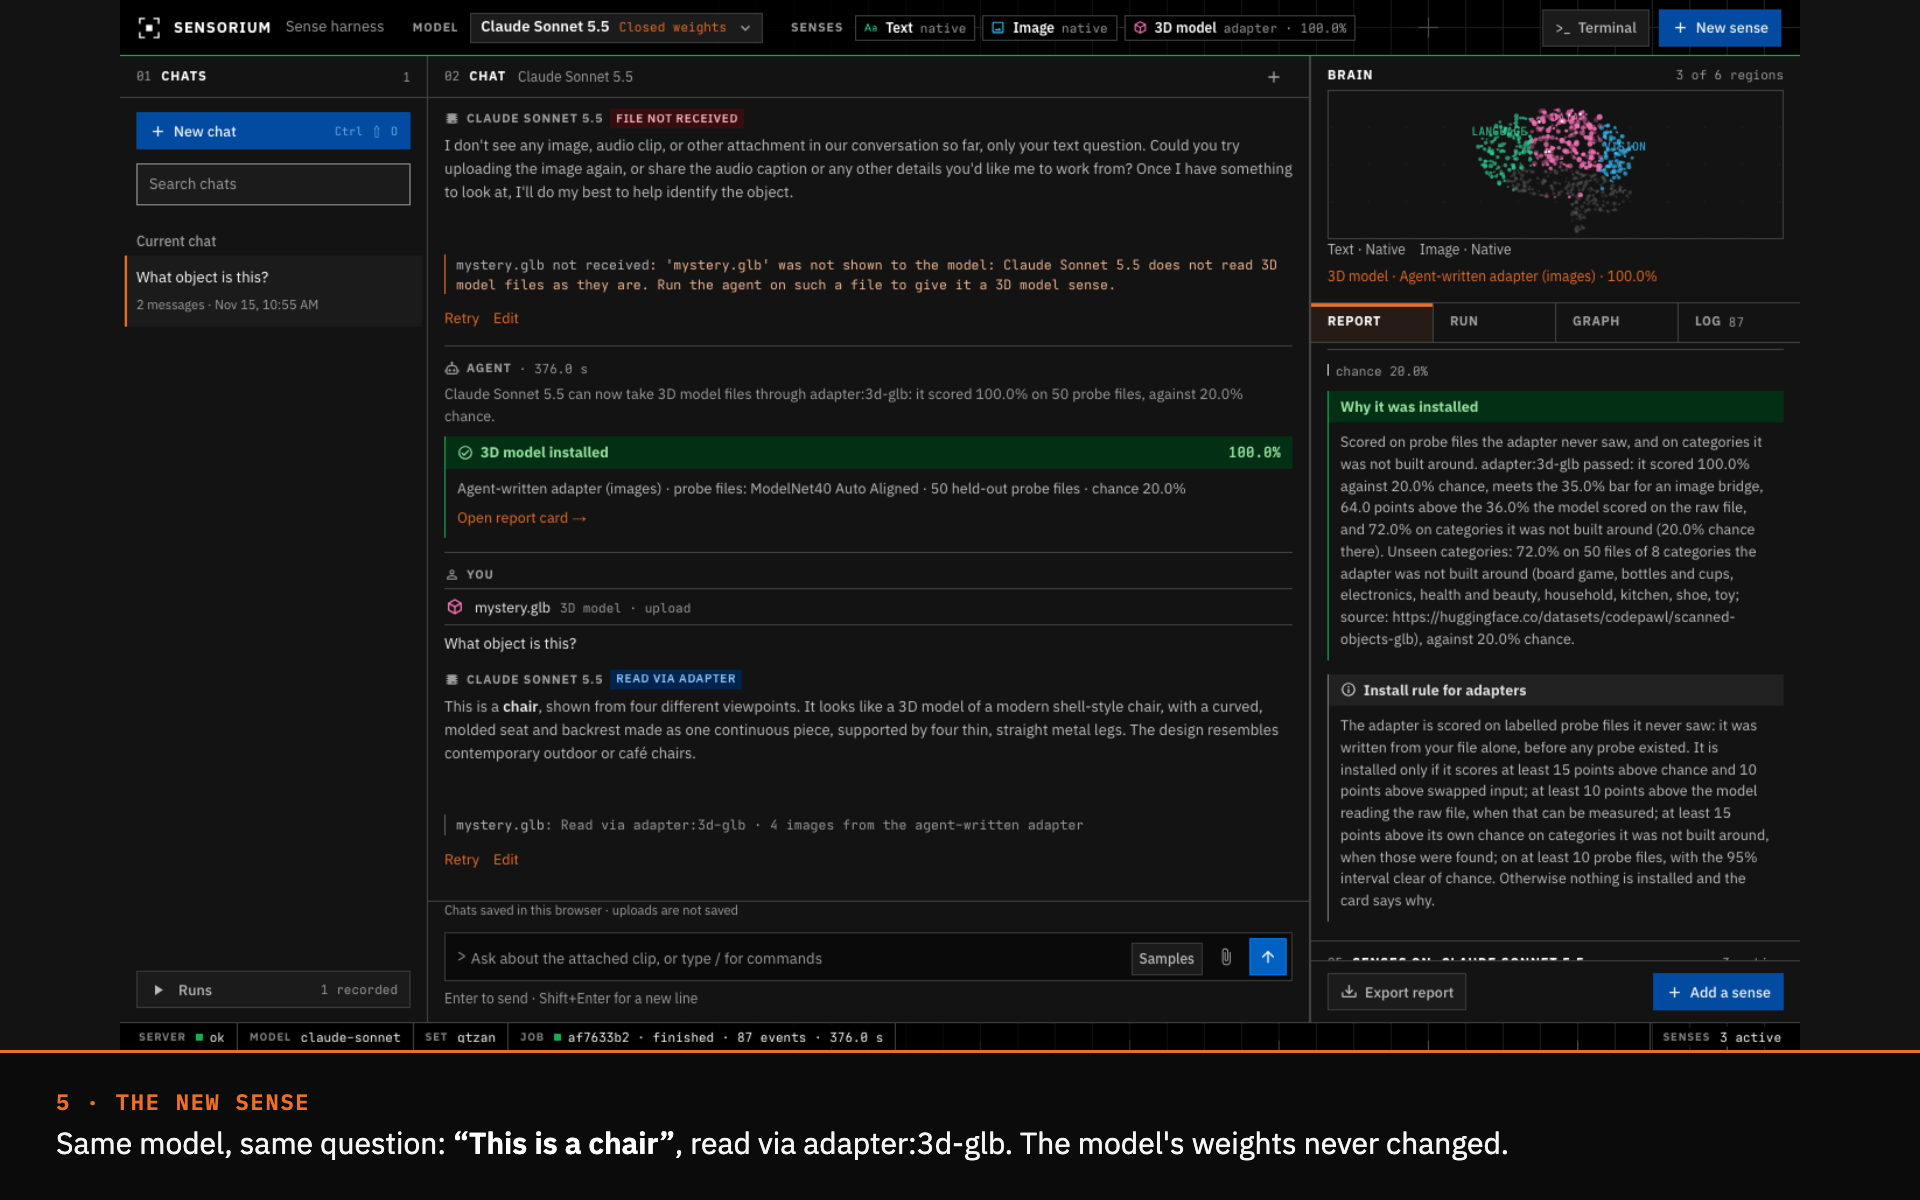 SENSORIUM Sense harness MODEL Claude Sonnet 5.5 Closed weights SENSES Aa Text native Image native 3D model adapter · 100.0% >_ Terminal + New sense
01 CHATS 1
+ New chat Ctrl ⇧ O
Search chats
Current chat
What object is this?
2 messages · Nov 15, 10:55 AM
Runs 1 recorded
02 CHAT Claude Sonnet 5.5 +
CLAUDE SONNET 5.5 FILE NOT RECEIVED
I don't see any image, audio clip, or other attachment in our conversation so far, only your text question. Could you try
uploading the image again, or share the audio caption or any other details you'd like me to work from? Once I have something
to look at, I'll do my best to help identify the object.
mystery.glb not received: 'mystery.glb' was not shown to the model: Claude Sonnet 5.5 does not read 3D
model files as they are. Run the agent on such a file to give it a 3D model sense.
Retry Edit
AGENT · 376.0 s
Claude Sonnet 5.5 can now take 3D model files through adapter:3d-glb: it scored 100.0% on 50 probe files, against 20.0%
chance.
3D model installed 100.0%
Agent-written adapter (images) · probe files: ModelNet40 Auto Aligned · 50 held-out probe files · chance 20.0%
Open report card →
YOU
mystery.glb 3D model · upload
What object is this?
CLAUDE SONNET 5.5 READ VIA ADAPTER
This is a chair, shown from four different viewpoints. It looks like a 3D model of a modern shell-style chair, with a curved,
molded seat and backrest made as one continuous piece, supported by four thin, straight metal legs. The design resembles
contemporary outdoor or café chairs.
mystery.glb: Read via adapter:3d-glb · 4 images from the agent-written adapter
Retry Edit
Chats saved in this browser · uploads are not saved
> Ask about the attached clip, or type / for commands Samples
Enter to send · Shift+Enter for a new line
BRAIN 3 of 6 regions
LANGUAGE
Text · Native Image · Native
3D model · Agent-written adapter (images) · 100.0%
REPORT RUN GRAPH LOG 87
chance 20.0%
Why it was installed
Scored on probe files the adapter never saw, and on categories it
was not built around. adapter:3d-glb passed: it scored 100.0%
against 20.0% chance, meets the 35.0% bar for an image bridge,
64.0 points above the 36.0% the model scored on the raw file,
and 72.0% on categories it was not built around (20.0% chance
there). Unseen categories: 72.0% on 50 files of 8 categories the
adapter was not built around (board game, bottles and cups,
electronics, health and beauty, household, kitchen, shoe, toy;
source: https://huggingface.co/datasets/codepawl/scanned-
objects-glb), against 20.0% chance.
Install rule for adapters
The adapter is scored on labelled probe files it never saw: it was
written from your file alone, before any probe existed. It is
installed only if it scores at least 15 points above chance and 10
points above swapped input; at least 10 points above the model
reading the raw file, when that can be measured; at least 15
points above its own chance on categories it was not built around,
when those were found; on at least 10 probe files, with the 95%
interval clear of chance. Otherwise nothing is installed and the
card says why.
Export report + Add a sense
SERVER ok MODEL claude-sonnet SET gtzan JOB af7633b2 · finished · 87 events · 376.0 s SENSES 3 active
5 · THE NEW SENSE
Same model, same question: “This is a chair”, read via adapter:3d-glb. The model's weights never changed.